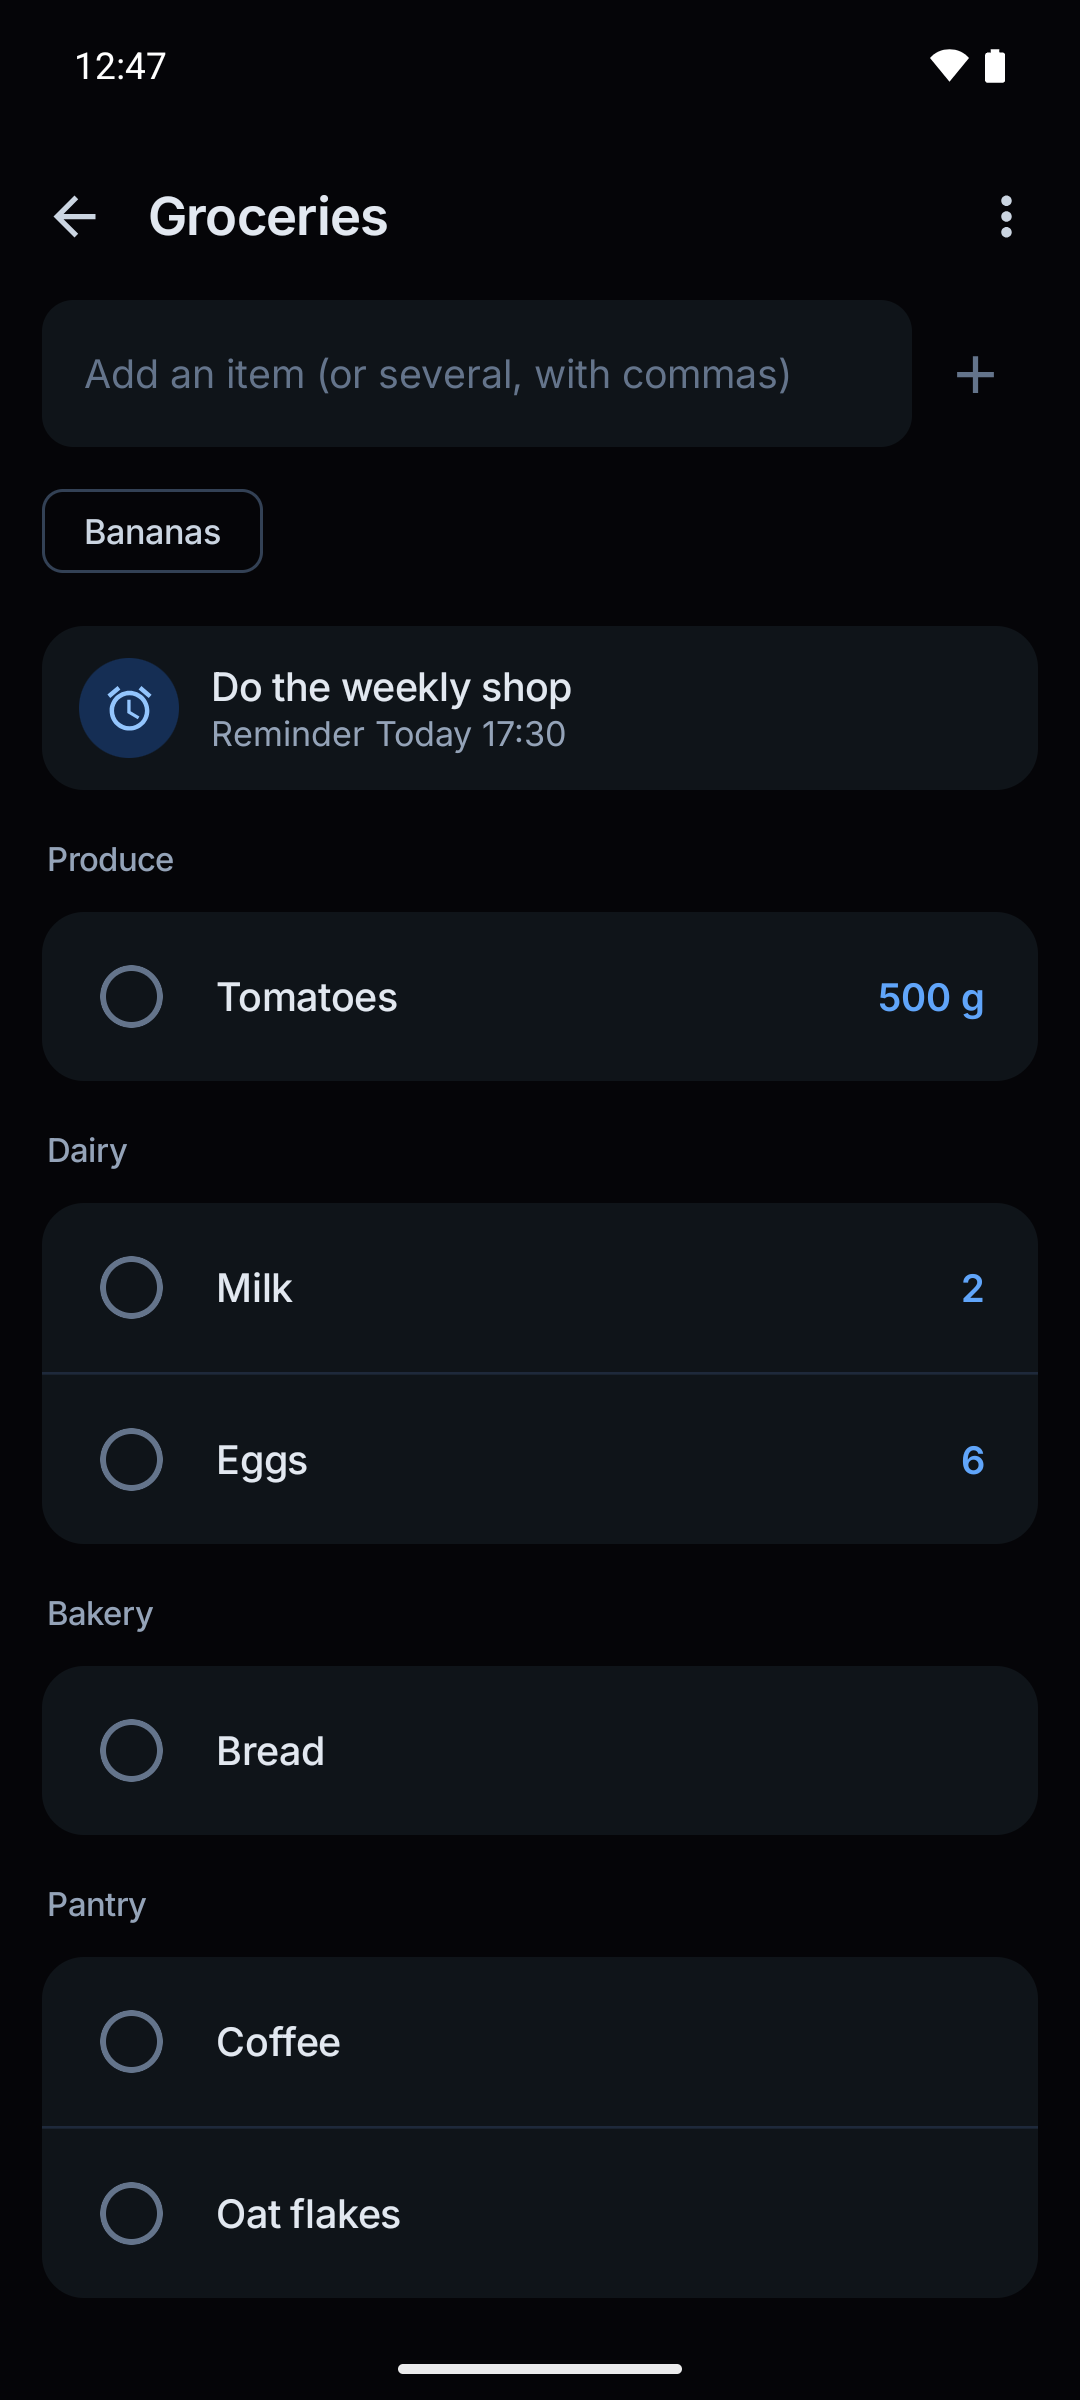 12:47
Groceries
Add an item (or several, with commas)
Bananas
Do the weekly shop
Reminder Today 17:30
Produce
Tomatoes 500 g
Dairy
Milk 2
Eggs 6
Bakery
Bread
Pantry
Coffee
Oat flakes